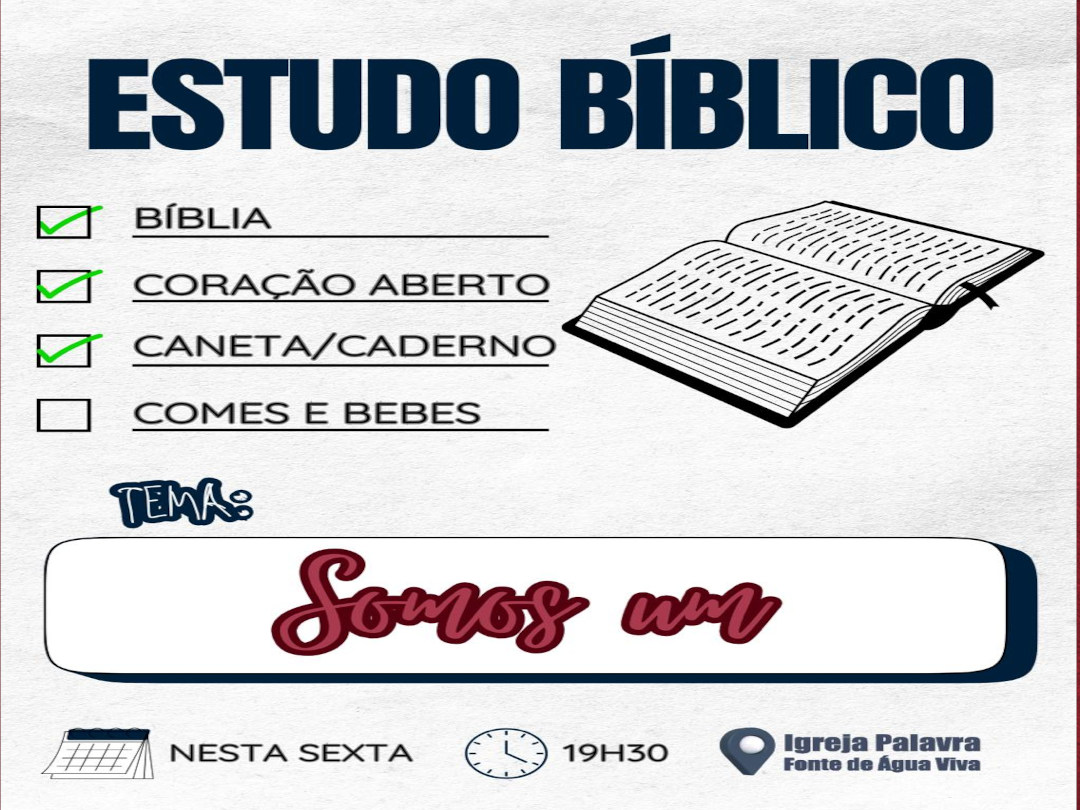 ESTUDO BÍBLICO
BÍBLIA
CORAÇÃO ABERTO
CANETA/CADERNO
COMES E BEBES
TEMA:
Somos um
NESTA SEXTA
19H30
Igreja Palavra
Fonte de Água Viva